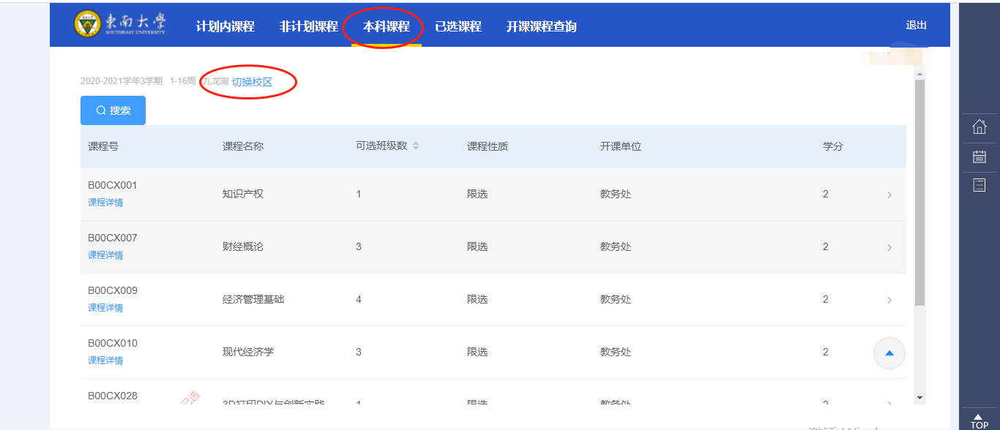 東南大學
SOUTHEAST UNIVERSITY
计划内课程 非计划课程 本科课程 已选课程 开课课程查询 退出
2020-2021学年3学期 1-16周 九龙湖 切换校区
搜索
课程号 课程名称 可选班级数 课程性质 开课单位 学分
B00CX001
课程详情
知识产权 1 限选 教务处 2
B00CX007
课程详情
财经概论 3 限选 教务处 2
B00CX009
课程详情
经济管理基础 4 限选 教务处 2
B00CX010
课程详情
现代经济学 3 限选 教务处 2
B00CX028
已选
3D打印DIY与创新实践 1 限选 教务处 2
TOP